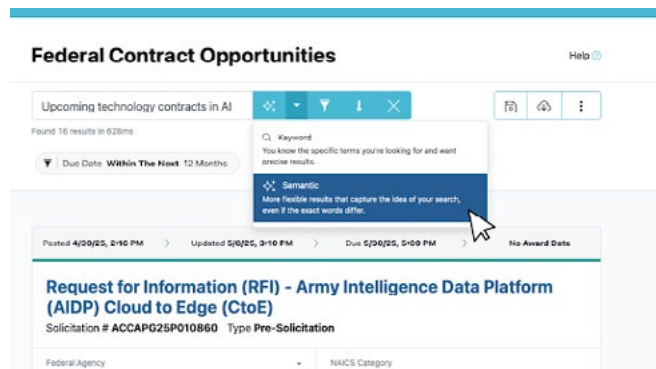 Federal Contract Opportunities
Help
Upcoming technology contracts in AI
Found 16 results in 628ms
Keyword
You know the specific terms you're looking for and want
precise results.
Due Date Within The Next 12 Months
Semantic
More flexible results that capture the idea of your search,
even if the exact words differ.
Posted 4/30/25, 2:16 PM > Updated 5/6/25, 3:10 PM > Due 5/30/25, 5:00 PM > No Award Date
Request for Information (RFI) - Army Intelligence Data Platform
(AIDP) Cloud to Edge (CtoE)
Solicitation # ACCAPG25P010860 Type Pre-Solicitation
Federal Agency
NAICS Category